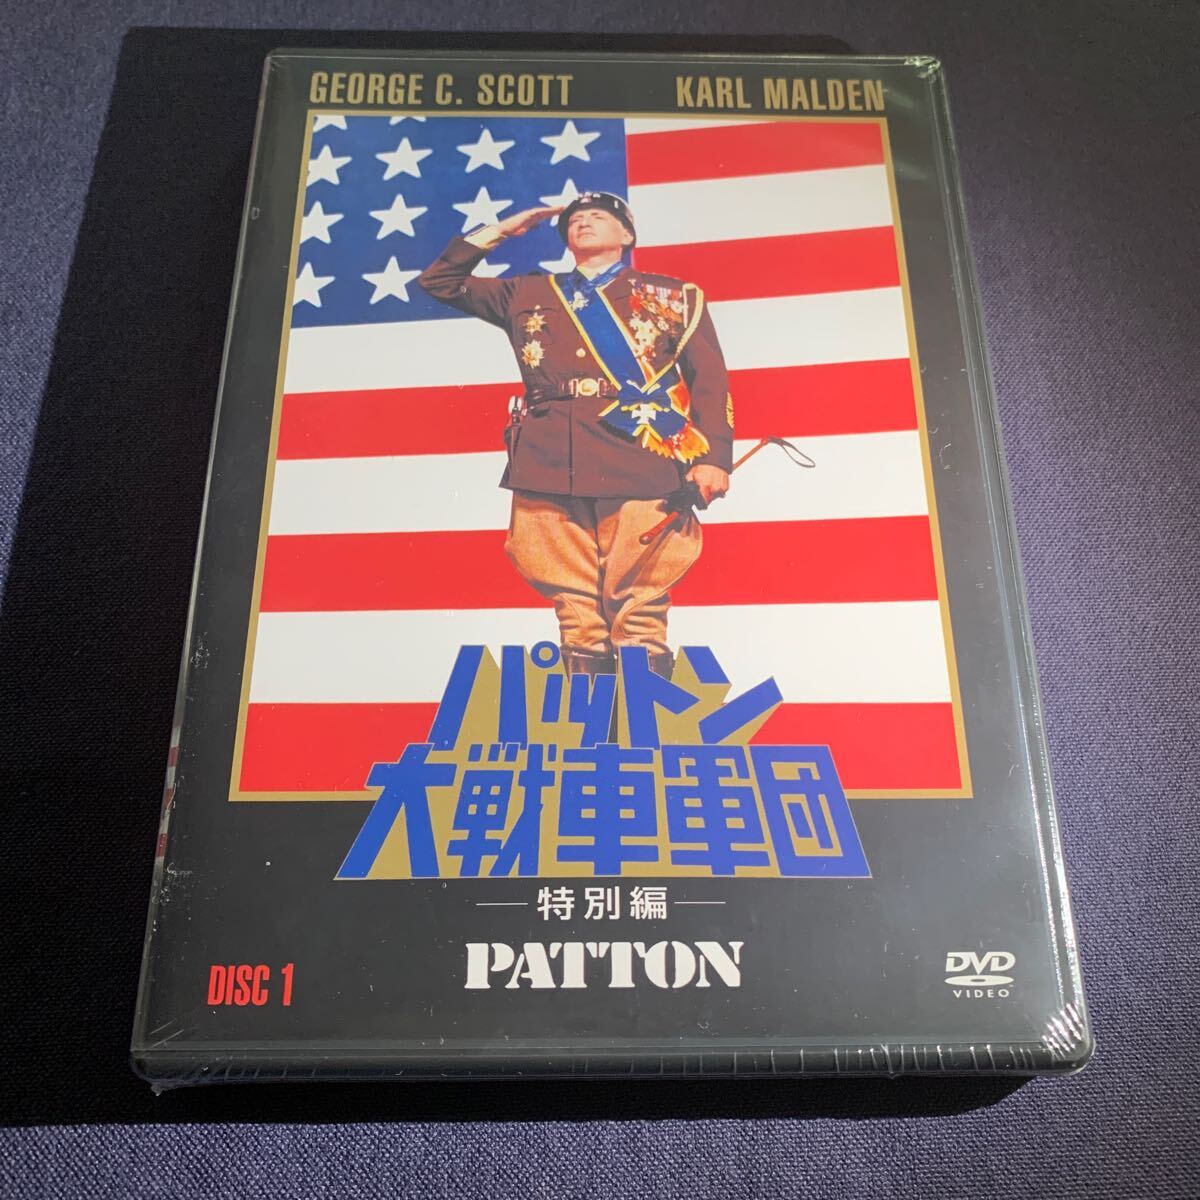 GEORGE C. SCOTT KARL MALDEN
パットン
大戦車軍団
特別編
PATTON
DISC 1
DVD
VIDEO